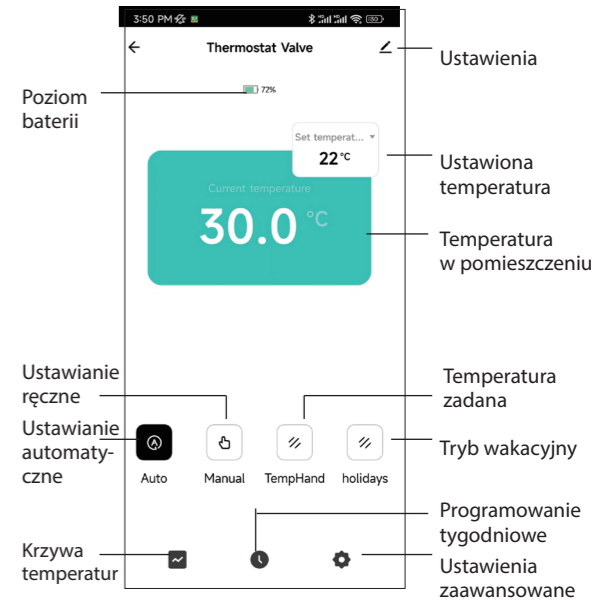 3:50 PM
150
Thermostat Valve
Ustawienia
72%
Poziom
baterii
Set temperat...
22 °C
Ustawiona
temperatura
Current temperature
30.0 °C
Temperatura
w pomieszczeniu
Ustawianie
ręczne
Temperatura
zadana
Ustawianie
automaty-
czne
Tryb wakacyjny
Auto
Manual
TempHand
holidays
Programowanie
tygodniowe
Krzywa
temperatur
Ustawienia
zaawansowane